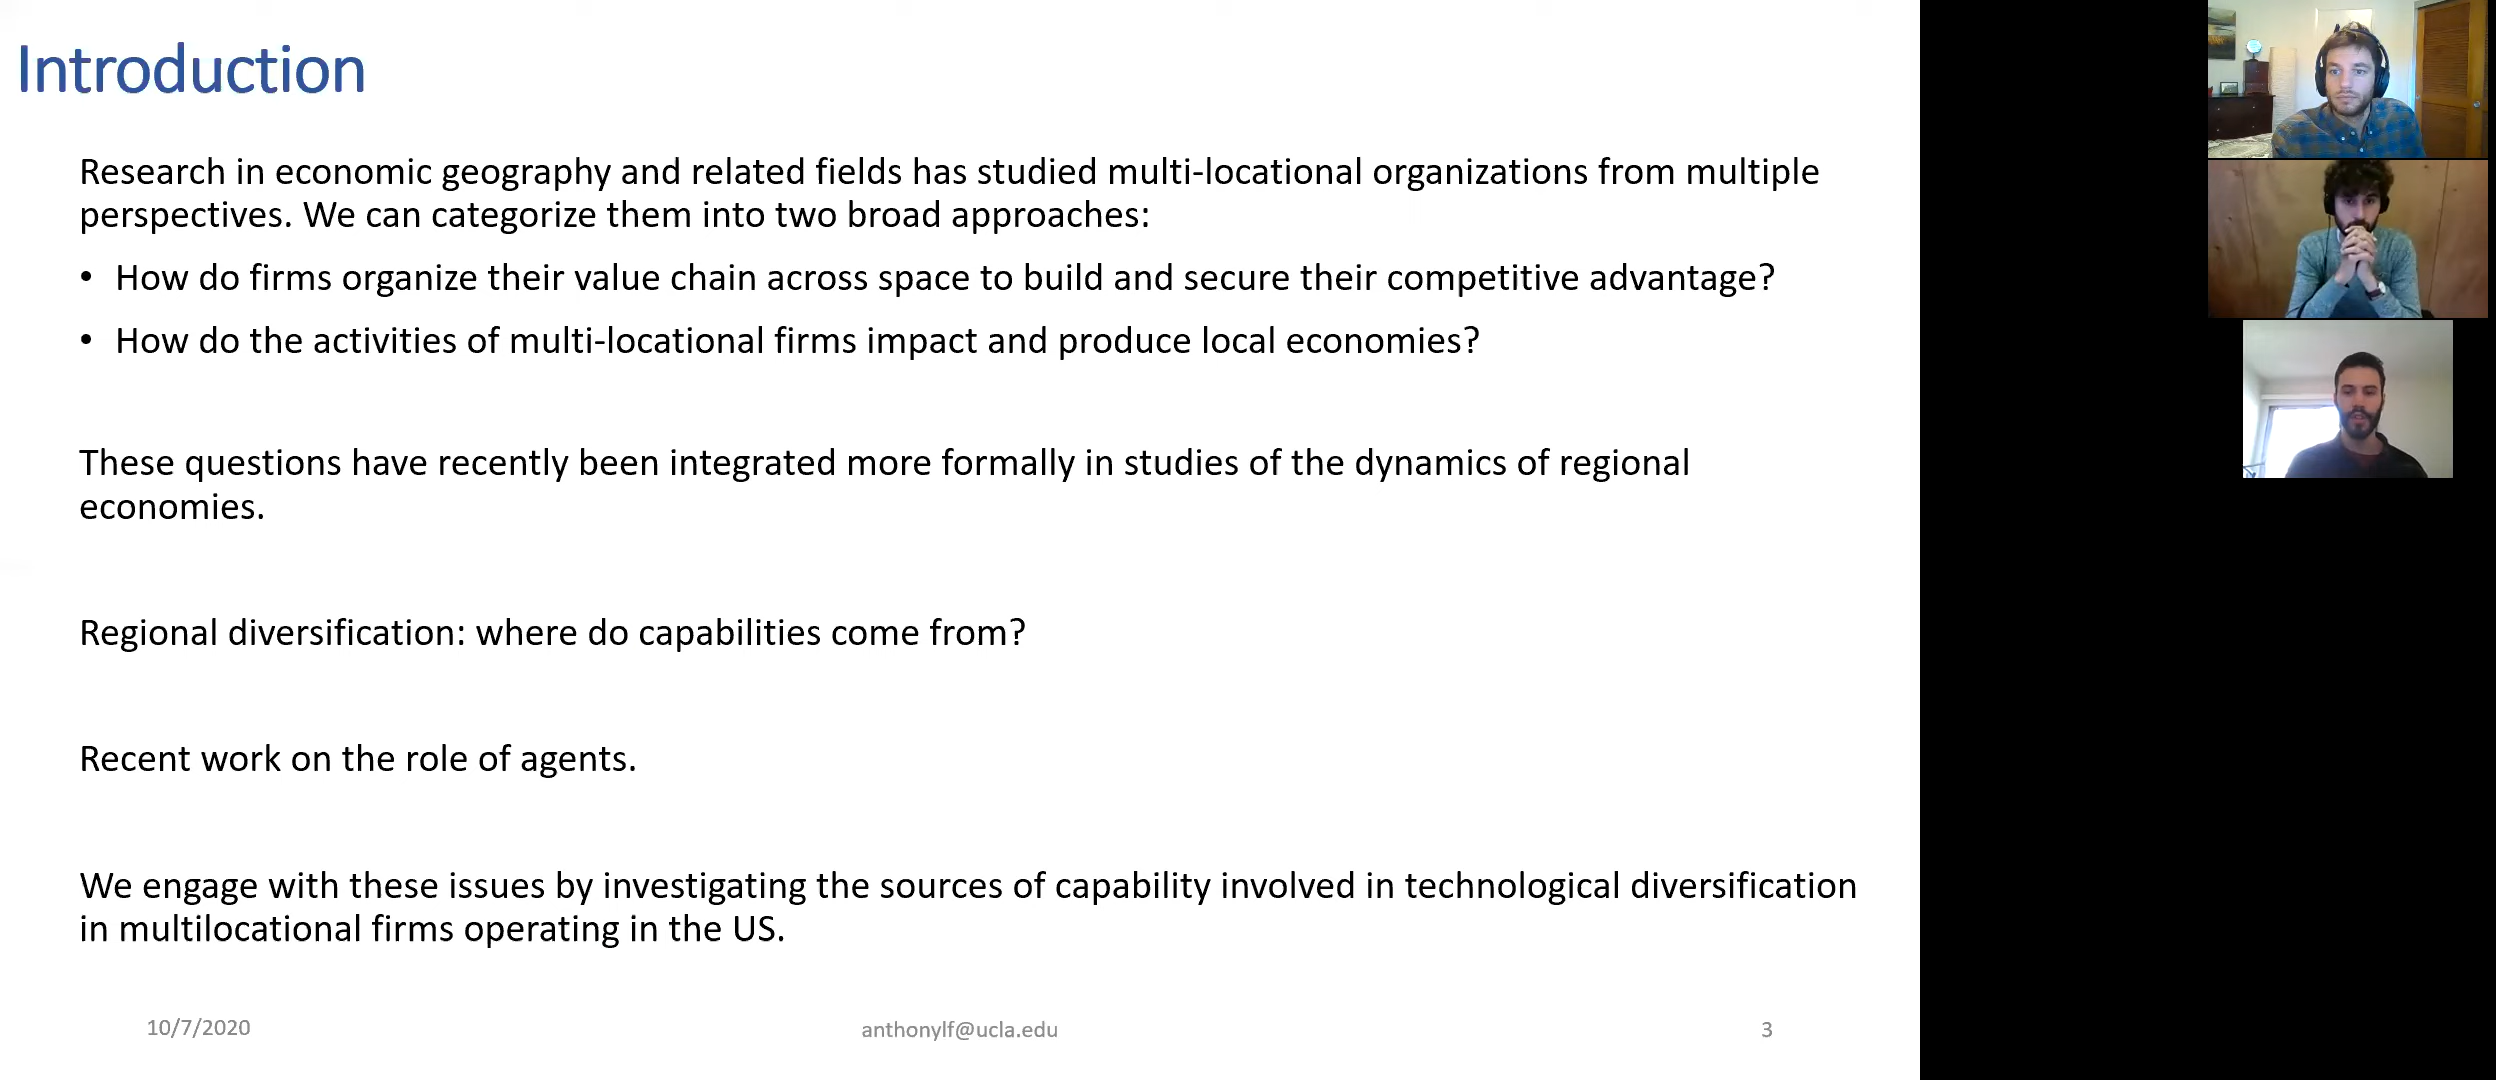 Introduction
Research in economic geography and related fields has studied multi-locational organizations from multiple
perspectives. We can categorize them into two broad approaches:
• How do firms organize their value chain across space to build and secure their competitive advantage?
• How do the activities of multi-locational firms impact and produce local economies?
These questions have recently been integrated more formally in studies of the dynamics of regional
economies.
Regional diversification: where do capabilities come from?
Recent work on the role of agents.
We engage with these issues by investigating the sources of capability involved in technological diversification
in multilocational firms operating in the US.
10/7/2020
anthonylf@ucla.edu
3